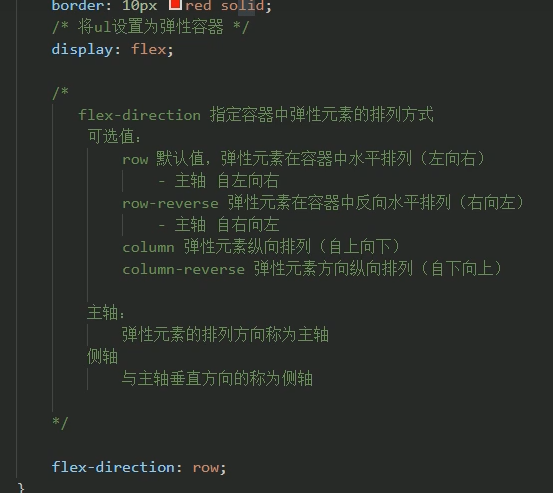 border: 10px red solid;
/* 将ul设置为弹性容器 */
display: flex;
/*
flex-direction 指定容器中弹性元素的排列方式
可选值：
row 默认值，弹性元素在容器中水平排列（左向右）
- 主轴 自左向右
row-reverse 弹性元素在容器中反向水平排列（右向左）
- 主轴 自右向左
column 弹性元素纵向排列（自上向下）
column-reverse 弹性元素方向纵向排列（自下向上）
主轴：
弹性元素的排列方向称为主轴
侧轴
与主轴垂直方向的称为侧轴
*/
flex-direction: row;
}